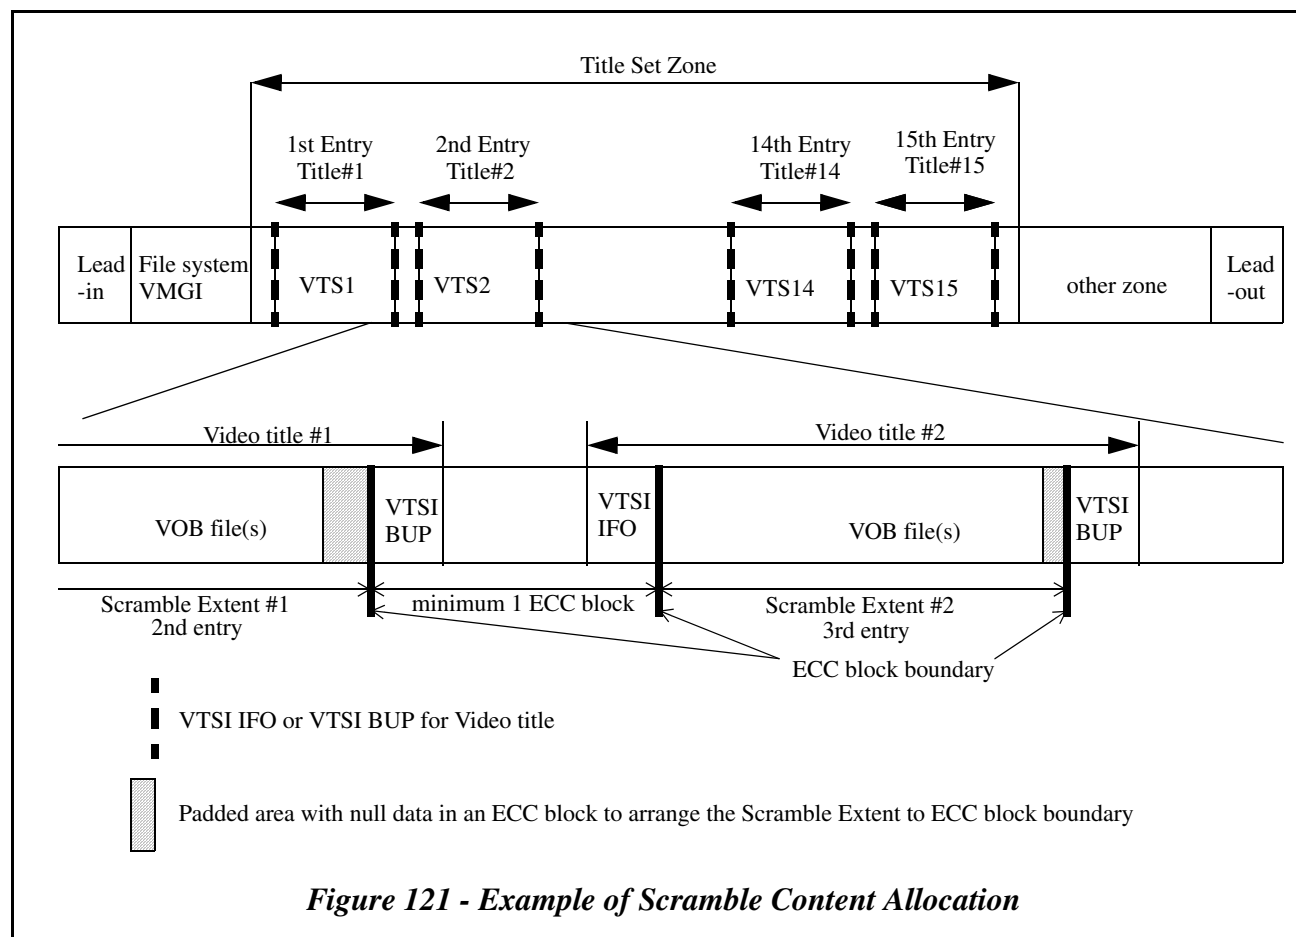 Title Set Zone
1st Entry
Title#1
2nd Entry
Title#2
14th Entry
Title#14
15th Entry
Title#15
Lead
-in
File system
VMGI
VTS1
VTS2
VTS14
VTS15
other zone
Lead
-out
Video title #1
Video title #2
VOB file(s)
VTSI
BUP
VTSI
IFO
VOB file(s)
VTSI
BUP
Scramble Extent #1
2nd entry
minimum 1 ECC block
Scramble Extent #2
3rd entry
ECC block boundary
VTSI IFO or VTSI BUP for Video title
Padded area with null data in an ECC block to arrange the Scramble Extent to ECC block boundary
Figure 121 - Example of Scramble Content Allocation